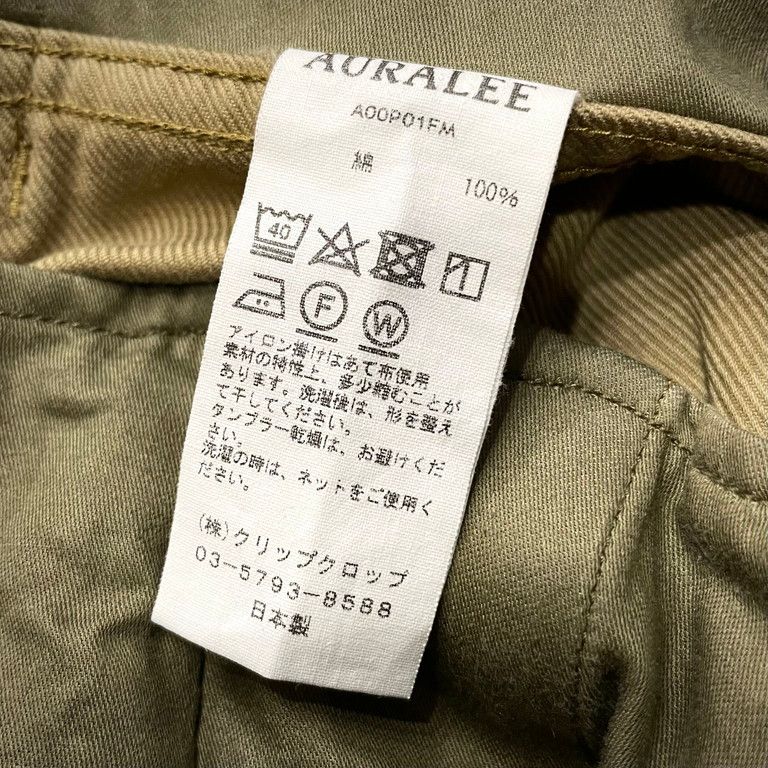 AURALEE
A00P01FM
綿 100%
40
F W
アイロン掛けはあて布使用
素材の特性上、多少縮むことが
あります。洗濯後は、形を整え
て干してください。
タンブラー乾燥は、お避けくだ
さい。
洗濯の時は、ネットをご使用く
ださい。
(株)クリップクロップ
03-5793-8588
日本製